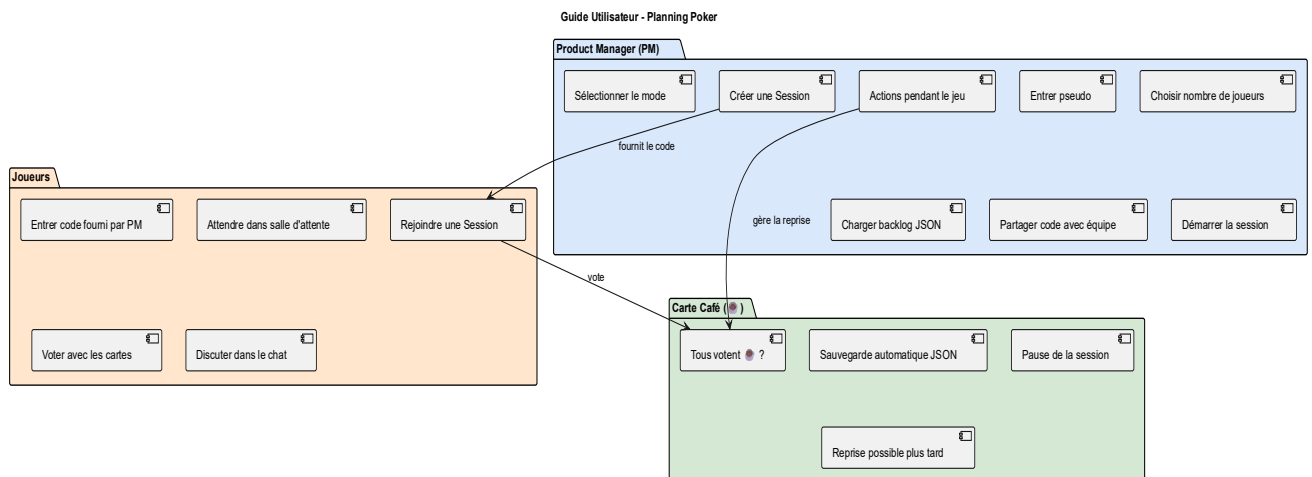 Guide Utilisateur - Planning Poker
Product Manager (PM)
Sélectionner le mode
Créer une Session
Actions pendant le jeu
Entrer pseudo
Choisir nombre de joueurs
fournit le code
Joueurs
Entrer code fourni par PM
Attendre dans salle d'attente
Rejoindre une Session
gère la reprise
Charger backlog JSON
Partager code avec équipe
Démarrer la session
vote
Carte Café (☕)
Voter avec les cartes
Discuter dans le chat
Tous votent ☕ ?
Sauvegarde automatique JSON
Pause de la session
Reprise possible plus tard